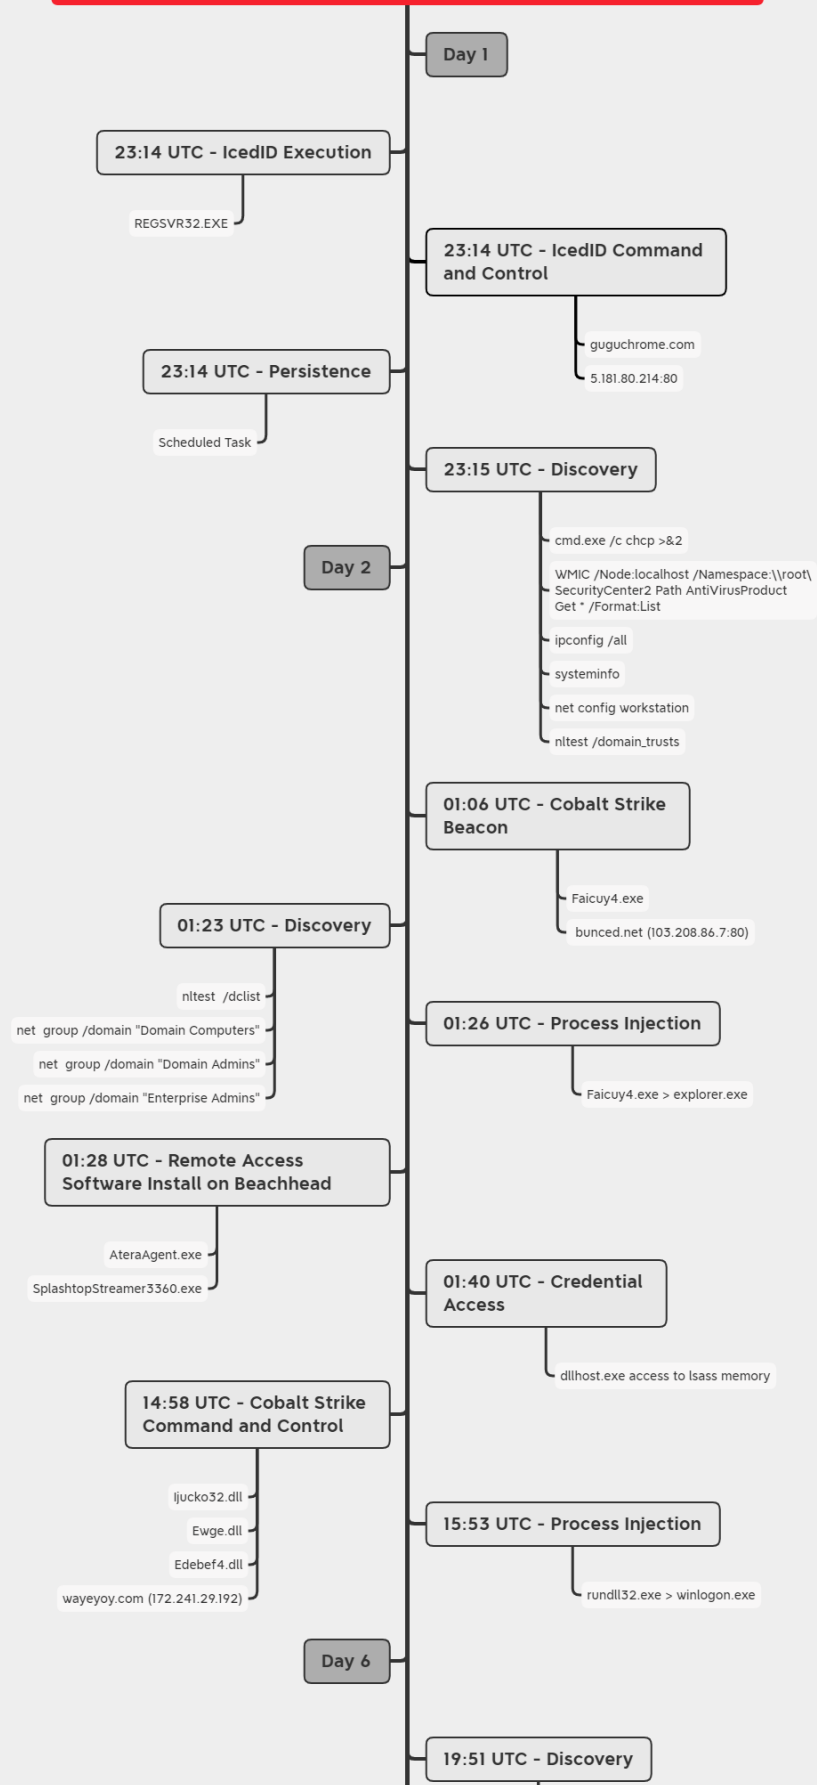 Day 1
23:14 UTC - IcedID Execution
REGSVR32.EXE
23:14 UTC - IcedID Command
and Control
guguchrome.com
5.181.80.214:80
23:14 UTC - Persistence
Scheduled Task
23:15 UTC - Discovery
cmd.exe /c chcp >&2
WMIC /Node:localhost /Namespace:\\root\
SecurityCenter2 Path AntiVirusProduct
Get * /Format:List
ipconfig /all
systeminfo
net config workstation
nltest /domain_trusts
Day 2
01:06 UTC - Cobalt Strike
Beacon
Faicuy4.exe
bunced.net (103.208.86.7:80)
01:23 UTC - Discovery
nltest  /dclist
net  group /domain "Domain Computers"
net  group /domain "Domain Admins"
net  group /domain "Enterprise Admins"
01:26 UTC - Process Injection
Faicuy4.exe > explorer.exe
01:28 UTC - Remote Access
Software Install on Beachhead
AteraAgent.exe
SplashtopStreamer3360.exe
01:40 UTC - Credential
Access
dllhost.exe access to lsass memory
14:58 UTC - Cobalt Strike
Command and Control
Ijucko32.dll
Ewge.dll
Edebef4.dll
wayeyoy.com (172.241.29.192)
15:53 UTC - Process Injection
rundll32.exe > winlogon.exe
Day 6
19:51 UTC - Discovery